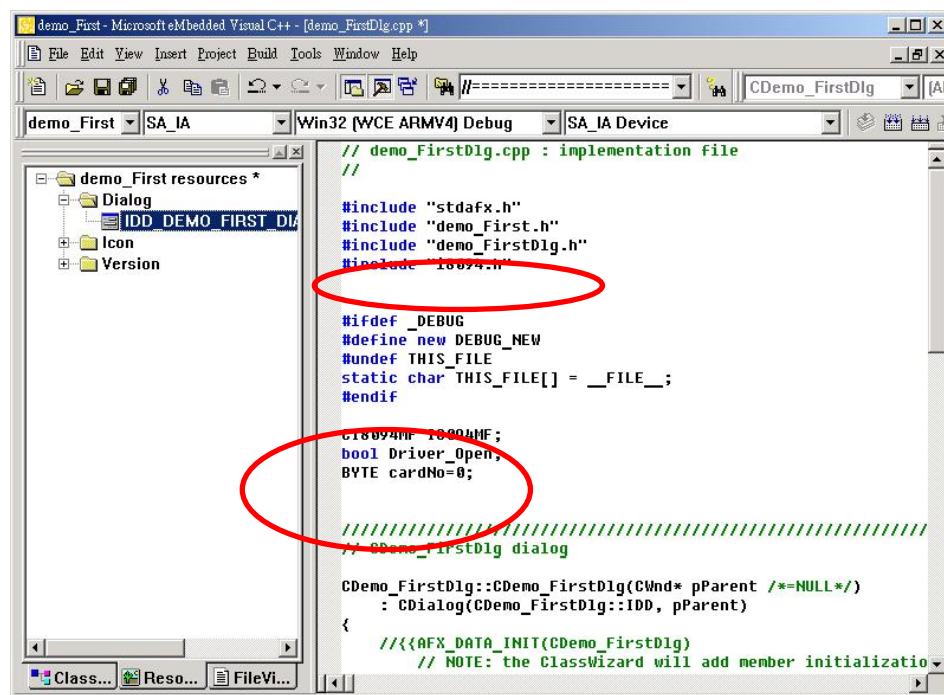 demo_First - Microsoft eMbedded Visual C++ - [demo_FirstDlg.cpp *]
File Edit View Insert Project Build Tools Window Help
//======================
CDemo_FirstDlg
demo_First SA_IA Win32 (WCE ARMV4) Debug SA_IA Device
demo_First resources *
Dialog
IDD_DEMO_FIRST_DIA
Icon
Version
// demo_FirstDlg.cpp : implementation file
//
#include "stdafx.h"
#include "demo_First.h"
#include "demo_FirstDlg.h"
#include "i8094.h"
#ifdef _DEBUG
#define new DEBUG_NEW
#undef THIS_FILE
static char THIS_FILE[] = __FILE__;
#endif
CI8094MF I8094MF;
bool Driver_Open;
BYTE cardNo=0;
//////////////////////////////////////////////////////////////
// CDemo_FirstDlg dialog
CDemo_FirstDlg::CDemo_FirstDlg(CWnd* pParent /*=NULL*/)
: CDialog(CDemo_FirstDlg::IDD, pParent)
{
//{{AFX_DATA_INIT(CDemo_FirstDlg)
// NOTE: the ClassWizard will add member initializatio
Class... Reso... FileVi...